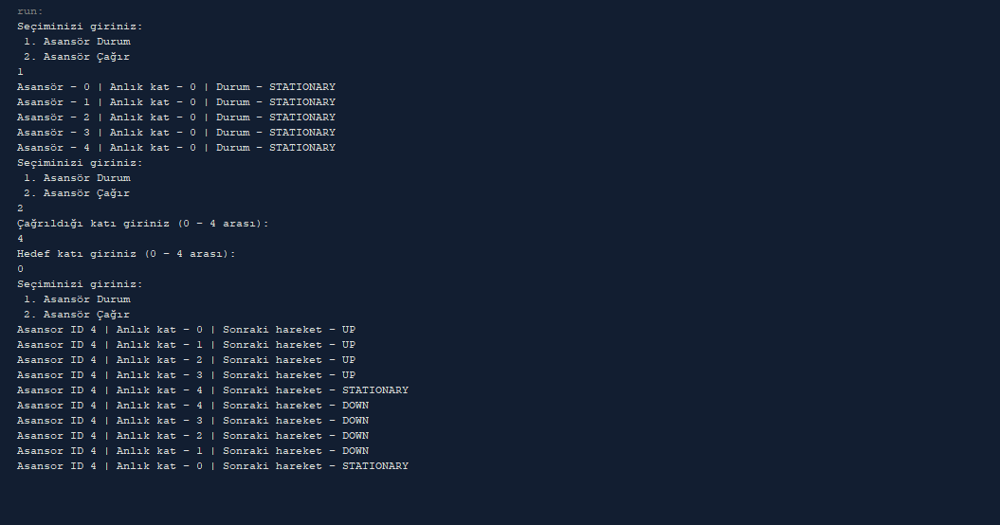 run:
Seçiminizi giriniz:
1. Asansör Durum
2. Asansör Çağır
1
Asansör - 0 | Anlık kat - 0 | Durum - STATIONARY
Asansör - 1 | Anlık kat - 0 | Durum - STATIONARY
Asansör - 2 | Anlık kat - 0 | Durum - STATIONARY
Asansör - 3 | Anlık kat - 0 | Durum - STATIONARY
Asansör - 4 | Anlık kat - 0 | Durum - STATIONARY
Seçiminizi giriniz:
1. Asansör Durum
2. Asansör Çağır
2
Çağrıldığı katı giriniz (0 - 4 arası):
4
Hedef katı giriniz (0 - 4 arası):
0
Seçiminizi giriniz:
1. Asansör Durum
2. Asansör Çağır
Asansor ID 4 | Anlık kat - 0 | Sonraki hareket - UP
Asansor ID 4 | Anlık kat - 1 | Sonraki hareket - UP
Asansor ID 4 | Anlık kat - 2 | Sonraki hareket - UP
Asansor ID 4 | Anlık kat - 3 | Sonraki hareket - UP
Asansor ID 4 | Anlık kat - 4 | Sonraki hareket - STATIONARY
Asansor ID 4 | Anlık kat - 4 | Sonraki hareket - DOWN
Asansor ID 4 | Anlık kat - 3 | Sonraki hareket - DOWN
Asansor ID 4 | Anlık kat - 2 | Sonraki hareket - DOWN
Asansor ID 4 | Anlık kat - 1 | Sonraki hareket - DOWN
Asansor ID 4 | Anlık kat - 0 | Sonraki hareket - STATIONARY